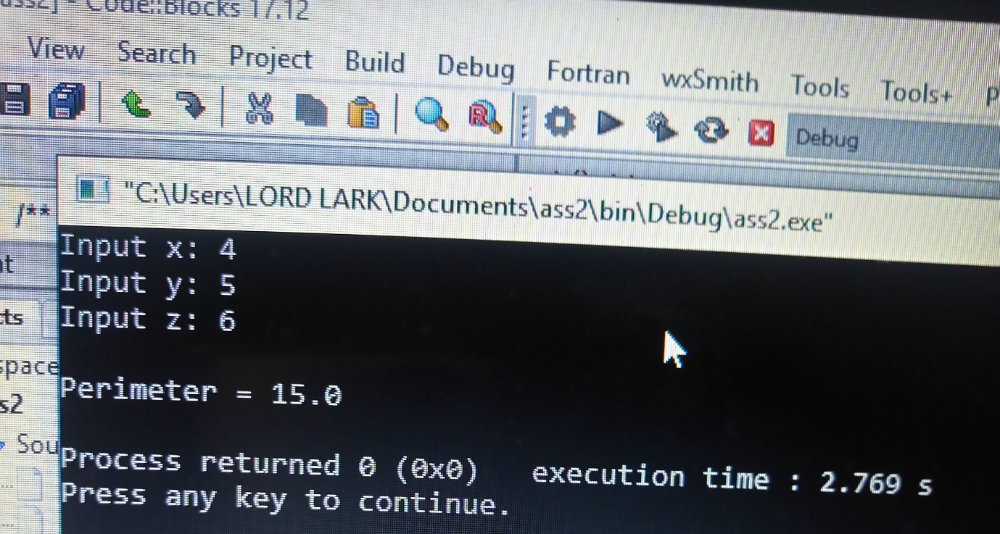 Code::Blocks 17.12
View Search Project Build Debug Fortran wxSmith Tools Tools+ P
Debug
"C:\Users\LORD LARK\Documents\ass2\bin\Debug\ass2.exe"
/**
Input x: 4
Input y: 5
ts
Input z: 6
space
Perimeter = 15.0
s2
Sou
Process returned 0 (0x0)   execution time : 2.769 s
Press any key to continue.